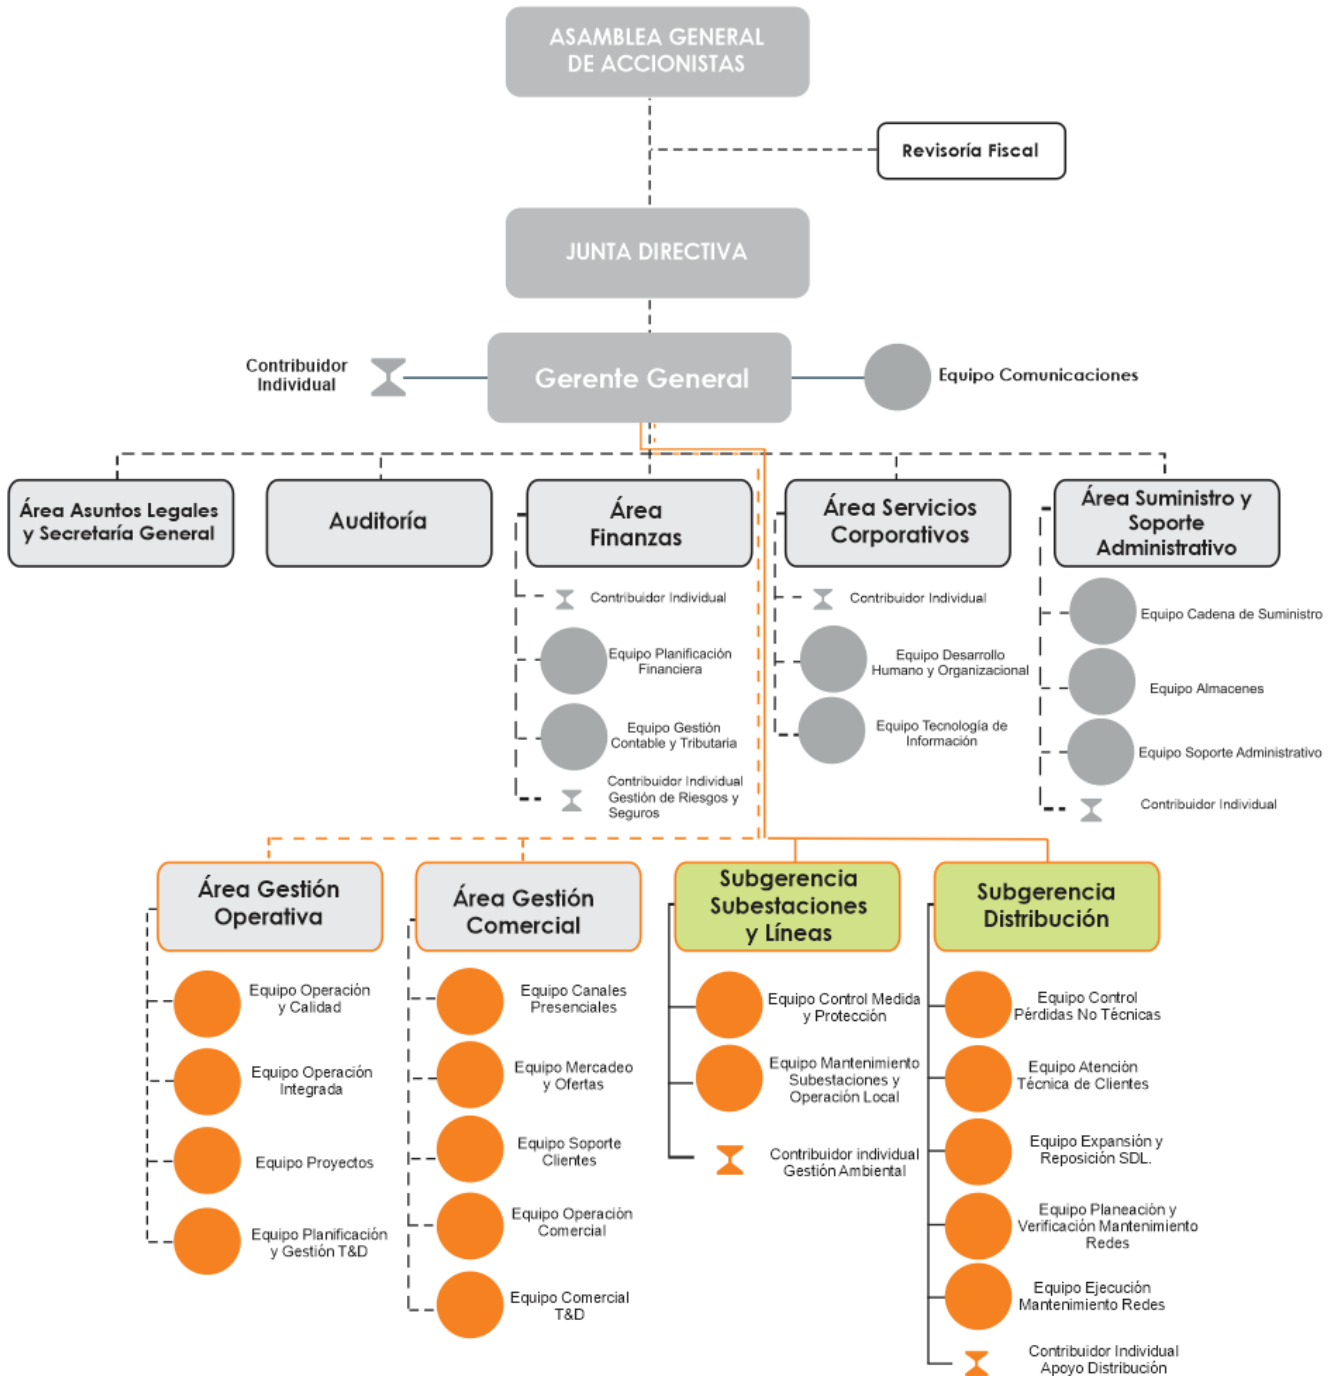 ASAMBLEA GENERAL
DE ACCIONISTAS
Revisoría Fiscal
JUNTA DIRECTIVA
Contribuidor
Individual
Gerente General
Equipo Comunicaciones
Área Asuntos Legales
y Secretaría General
Auditoría
Área
Finanzas
Área Servicios
Corporativos
Área Suministro y
Soporte
Administrativo
Contribuidor Individual
Equipo Planificación
Financiera
Equipo Gestión
Contable y Tributaria
Contribuidor Individual
Gestión de Riesgos y
Seguros
Contribuidor Individual
Equipo Desarrollo
Humano y Organizacional
Equipo Tecnología de
Información
Equipo Cadena de Suministro
Equipo Almacenes
Equipo Soporte Administrativo
Contribuidor Individual
Área Gestión
Operativa
Área Gestión
Comercial
Subgerencia
Subestaciones
y Líneas
Subgerencia
Distribución
Equipo Operación
y Calidad
Equipo Operación
Integrada
Equipo Proyectos
Equipo Planificación
y Gestión T&D
Equipo Canales
Presenciales
Equipo Mercadeo
y Ofertas
Equipo Soporte
Clientes
Equipo Operación
Comercial
Equipo Comercial
T&D
Equipo Control Medida
y Protección
Equipo Mantenimiento
Subestaciones y
Operación Local
Contribuidor individual
Gestión Ambiental
Equipo Control
Pérdidas No Técnicas
Equipo Atención
Técnica de Clientes
Equipo Expansión y
Reposición SDL.
Equipo Planeación y
Verificación Mantenimiento
Redes
Equipo Ejecución
Mantenimiento Redes
Contribuidor Individual
Apoyo Distribución